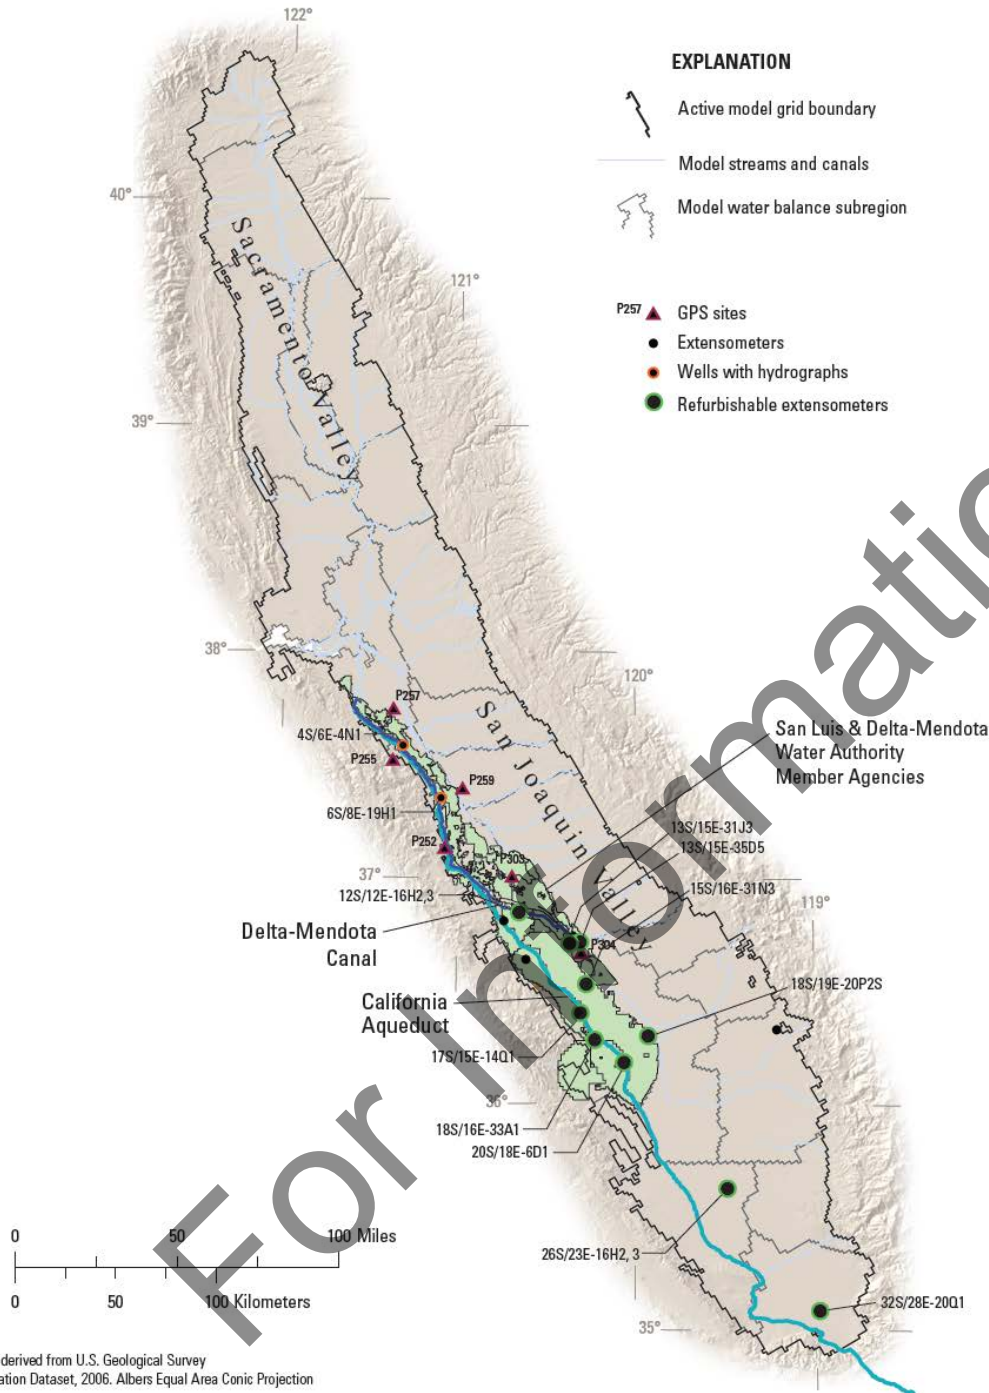 122°
EXPLANATION
Active model grid boundary
Model streams and canals
40°
Model water balance subregion
Sacramento Valley
121°
P257
GPS sites
Extensometers
Wells with hydrographs
Refurbishable extensometers
39°
38°
120°
P257
San Joaquin Valley
San Luis & Delta-Mendota
Water Authority
Member Agencies
4S/6E-4N1
P255
P259
6S/8E-19H1
13S/15E-31J3
P252
13S/15E-35D5
P303
37°
15S/16E-31N3
119°
12S/12E-16H2,3
Delta-Mendota
Canal
P304
18S/19E-20P2S
California
Aqueduct
17S/15E-14Q1
36°
18S/16E-33A1
20S/18E-6D1
0 50 100 Miles
26S/23E-16H2, 3
0 50 100 Kilometers
32S/28E-20Q1
35°
derived from U.S. Geological Survey
ation Dataset, 2006. Albers Equal Area Conic Projection
For Informatio